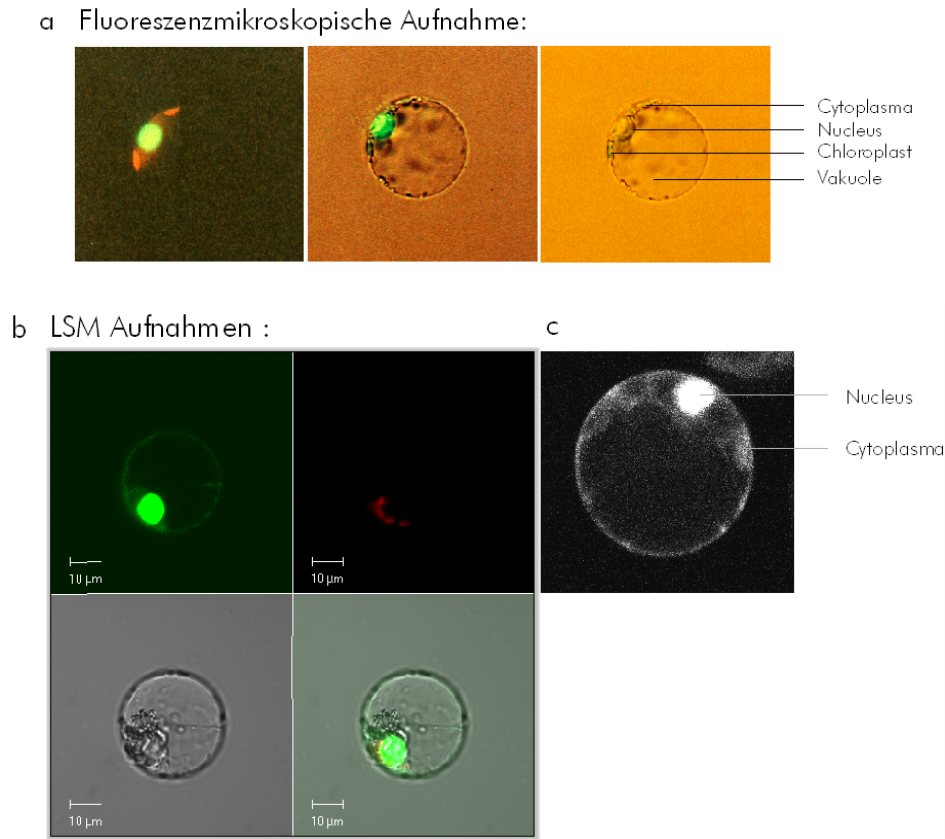 a Fluoreszenzmikroskopische Aufnahme:
Cytoplasma
Nucleus
Chloroplast
Vakuole
b LSM Aufnahmen :
c
10 µm
10 µm
Nucleus
Cytoplasma
10 µm
10 µm